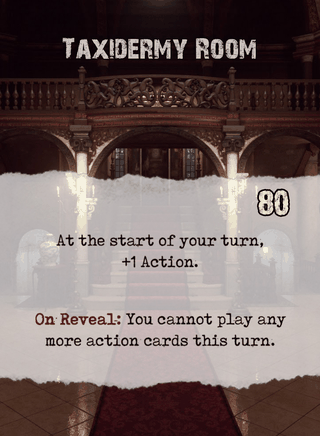 Taxidermy Room
80
At the start of your turn,
+1 Action.
On Reveal: You cannot play any
more action cards this turn.